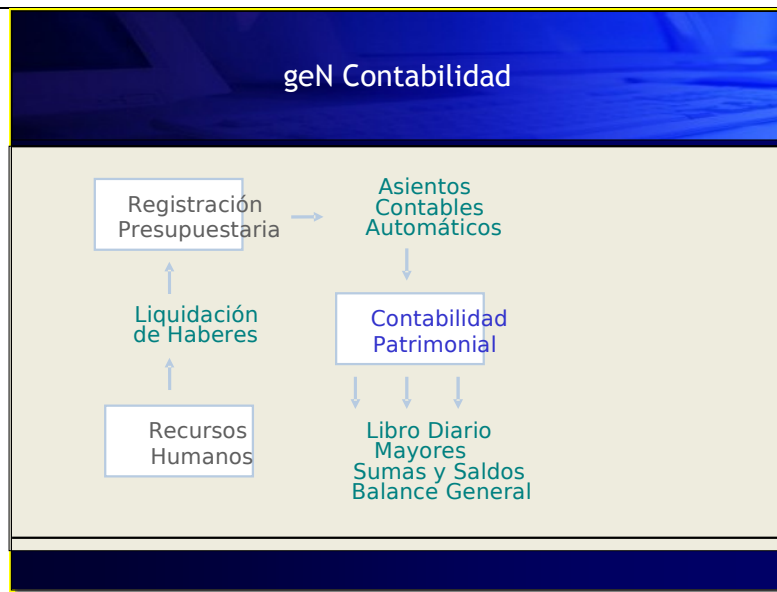 geN Contabilidad
Registración
Presupuestaria
Asientos
Contables
Automáticos
Liquidación
de Haberes
Contabilidad
Patrimonial
Recursos
Humanos
Libro Diario
Mayores
Sumas y Saldos
Balance General